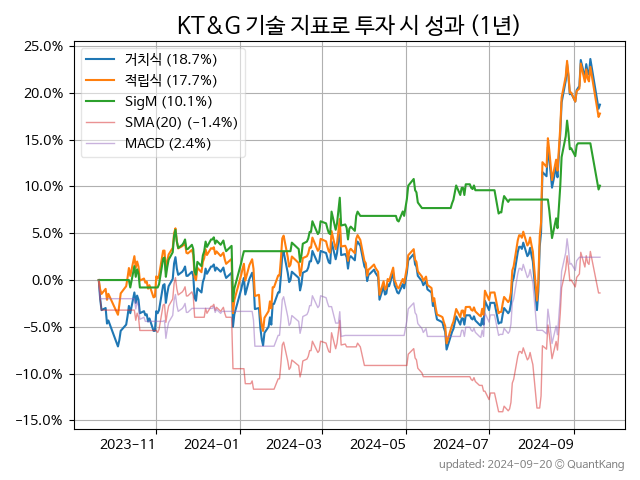 KT&G 기술 지표로 투자 시 성과 (1년)
25.0%
20.0%
15.0%
10.0%
5.0%
0.0%
−5.0%
−10.0%
−15.0%
거치식 (18.7%)
적립식 (17.7%)
SigM (10.1%)
SMA(20) (-1.4%)
MACD (2.4%)
2023-11 2024-01 2024-03 2024-05 2024-07 2024-09
updated: 2024-09-20 @ QuantKang